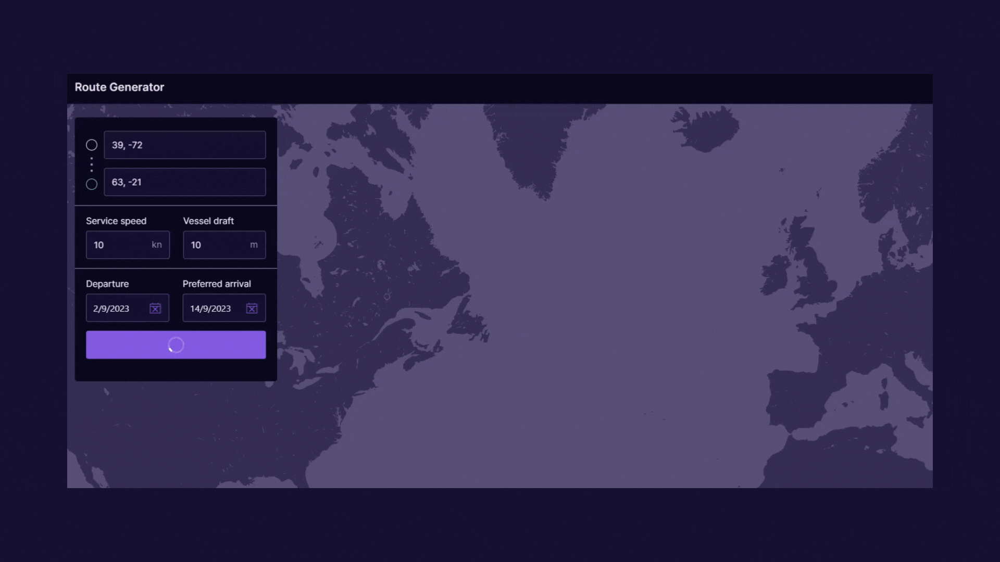 Route Generator
39, -72
63, -21
Service speed
Vessel draft
10 kn
10 m
Departure
Preferred arrival
2/9/2023
14/9/2023